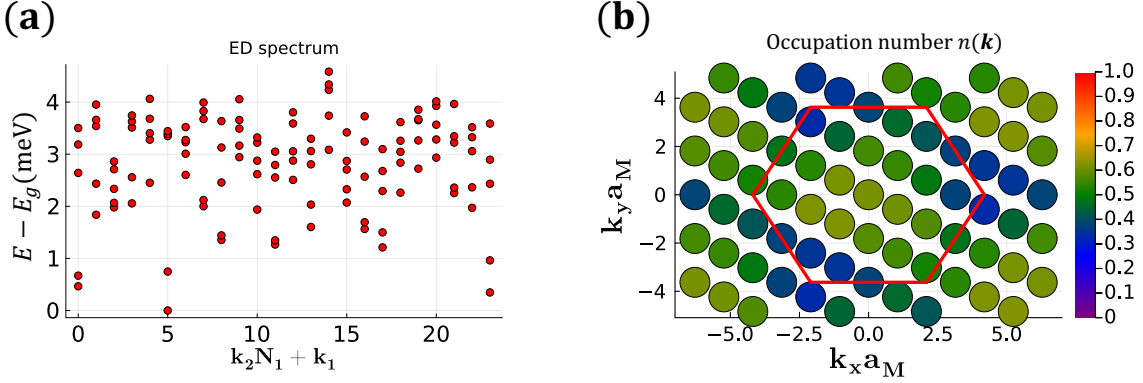 (a)
ED spectrum
E − E_g (meV)
4
3
2
1
0
0 5 10 15 20
k₂N₁ + k₁
(b)
Occupation number n(k)
k_y a_M
4
2
0
−2
−4
−5.0 −2.5 0.0 2.5 5.0
k_x a_M
1.0
0.9
0.8
0.7
0.6
0.5
0.4
0.3
0.2
0.1
0